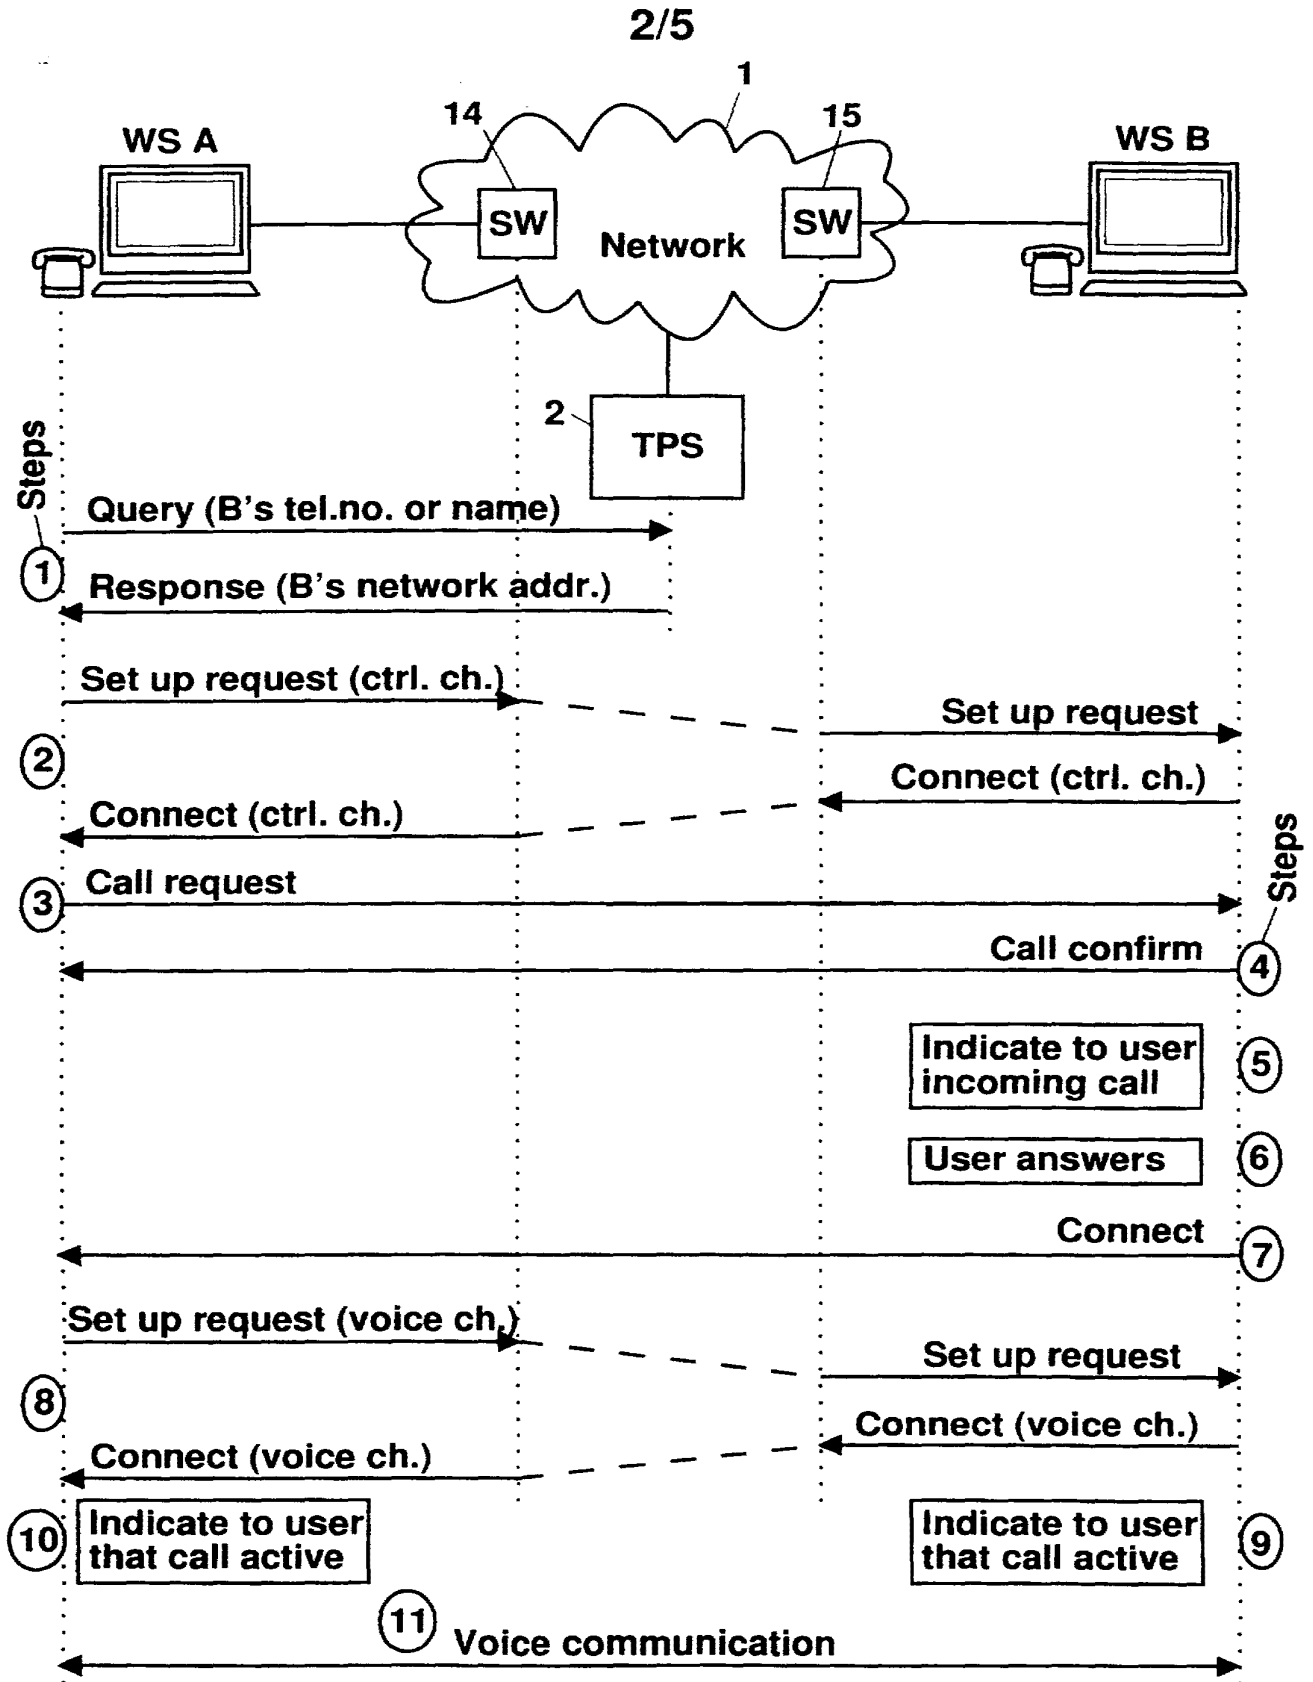 2/5
1
14
15
WS A
WS B
SW
SW
Network
2
TPS
Steps
Query (B's tel.no. or name)
1
Response (B's network addr.)
Set up request (ctrl. ch.)
Set up request
2
Connect (ctrl. ch.)
Connect (ctrl. ch.)
Steps
3
Call request
Call confirm
4
Indicate to user
incoming call
5
User answers
6
Connect
7
Set up request (voice ch.)
Set up request
8
Connect (voice ch.)
Connect (voice ch.)
10
Indicate to user
that call active
Indicate to user
that call active
9
11
Voice communication